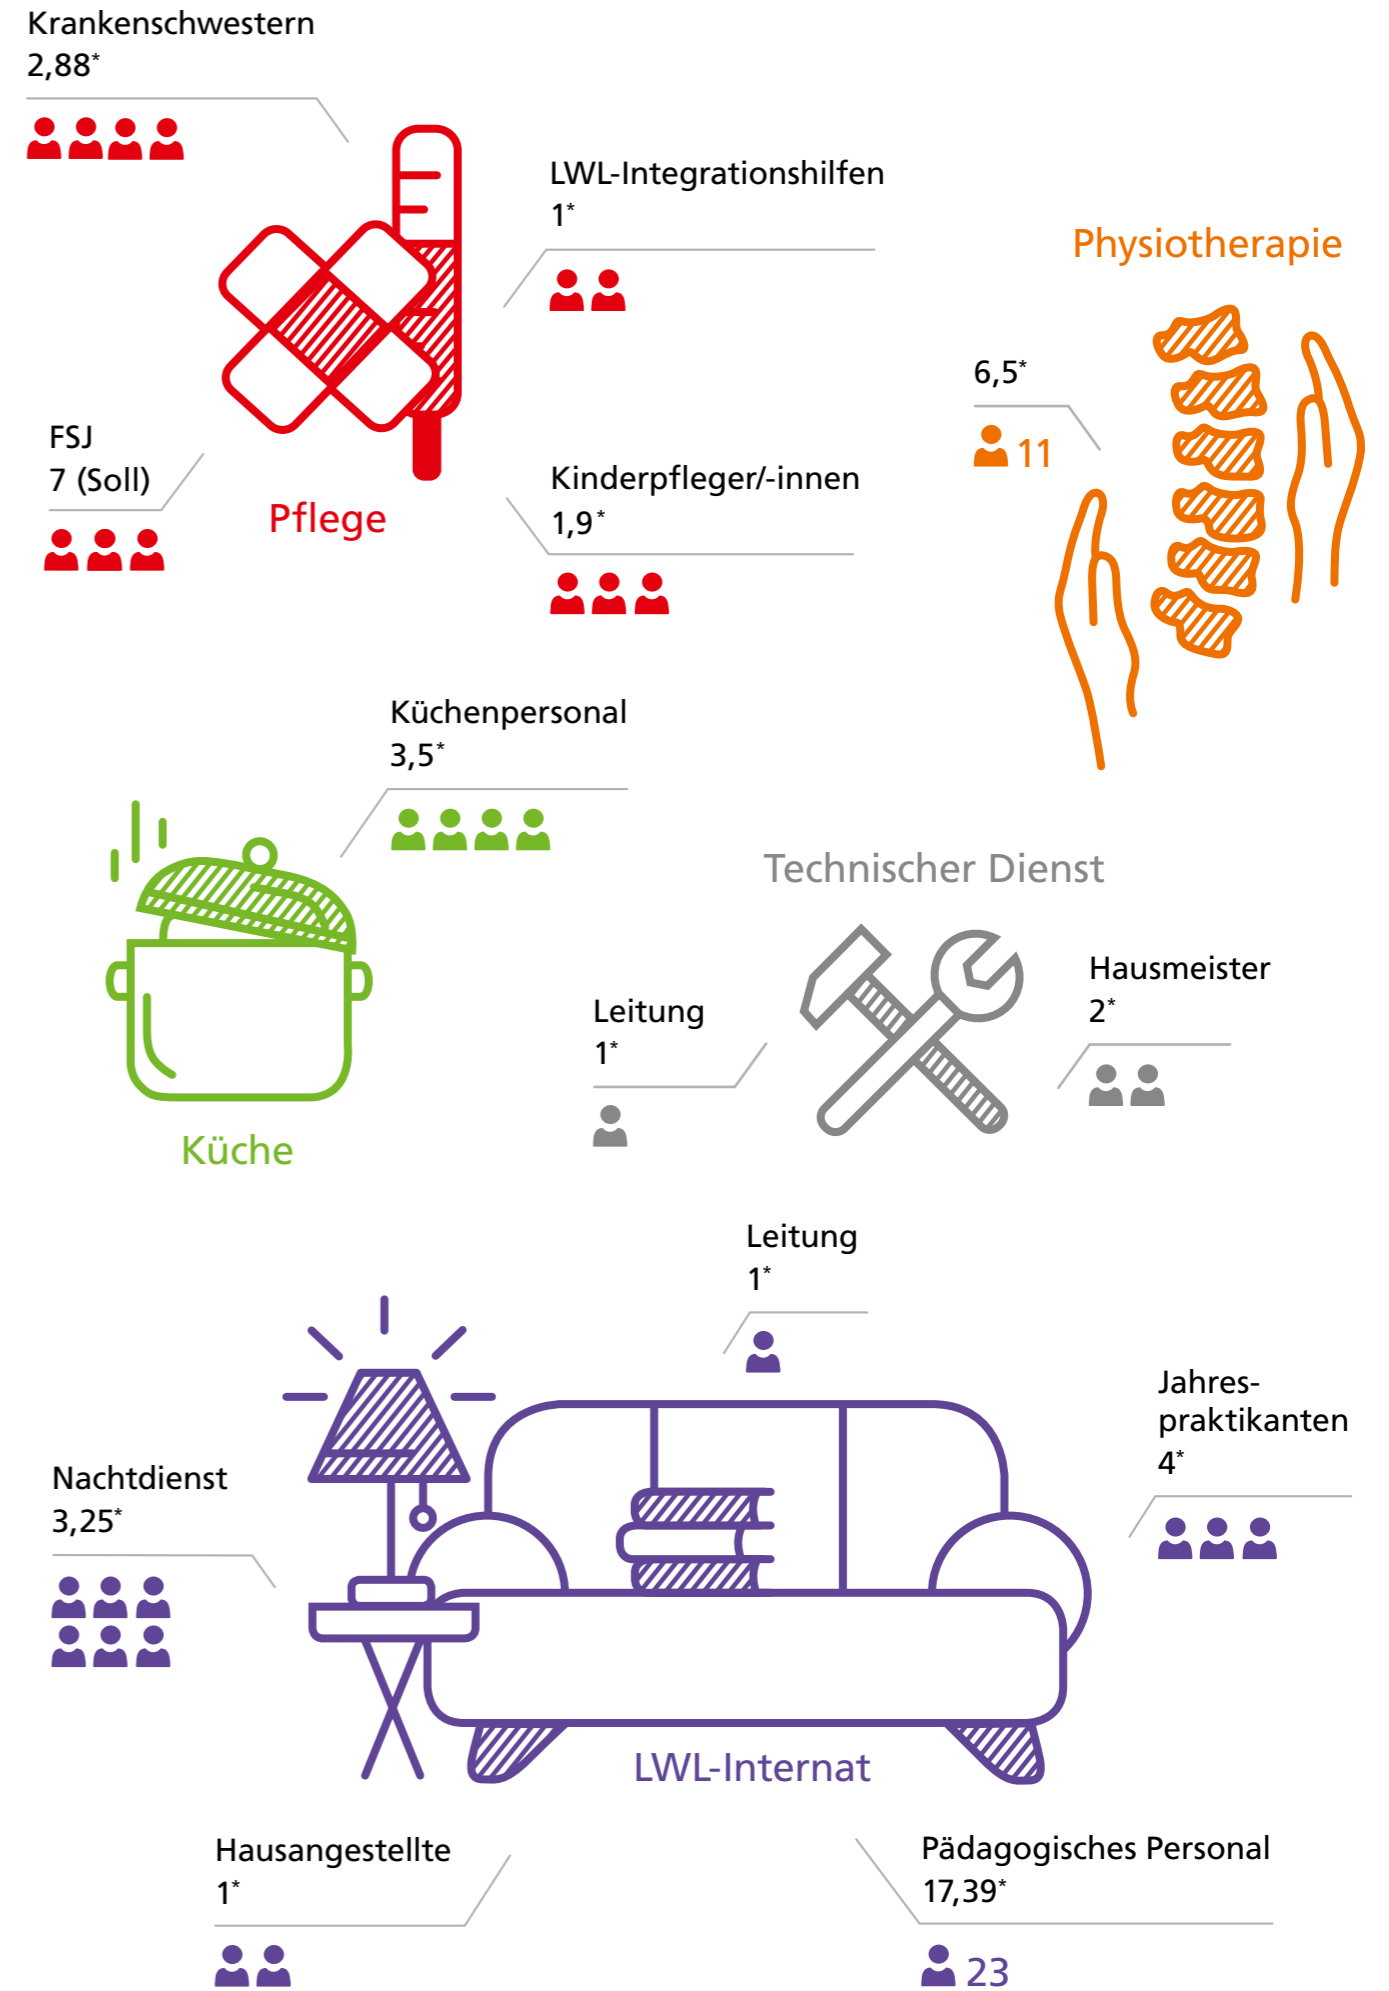 Krankenschwestern
2,88*
LWL-Integrationshilfen
1*
Physiotherapie
6,5*
11
FSJ
7 (Soll)
Pflege
Kinderpfleger/-innen
1,9*
Küchenpersonal
3,5*
Küche
Technischer Dienst
Leitung
1*
Hausmeister
2*
Leitung
1*
Jahres-
praktikanten
4*
Nachtdienst
3,25*
LWL-Internat
Hausangestellte
1*
Pädagogisches Personal
17,39*
23